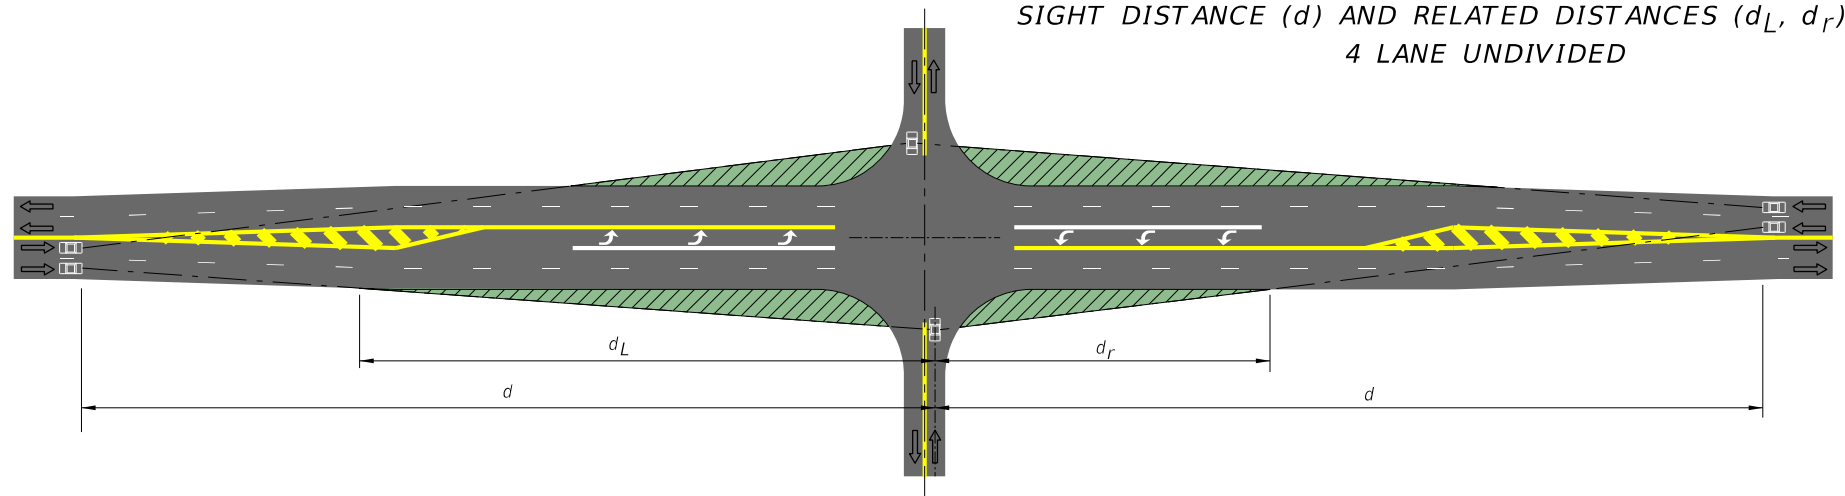 SIGHT DISTANCE (d) AND RELATED DISTANCES (dL, dr)
4 LANE UNDIVIDED
dL
dr
d
d